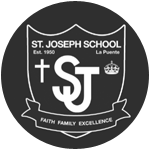 ST. JOSEPH SCHOOL
Est. 1950 La Puente
SJ
FAITH FAMILY EXCELLENCE